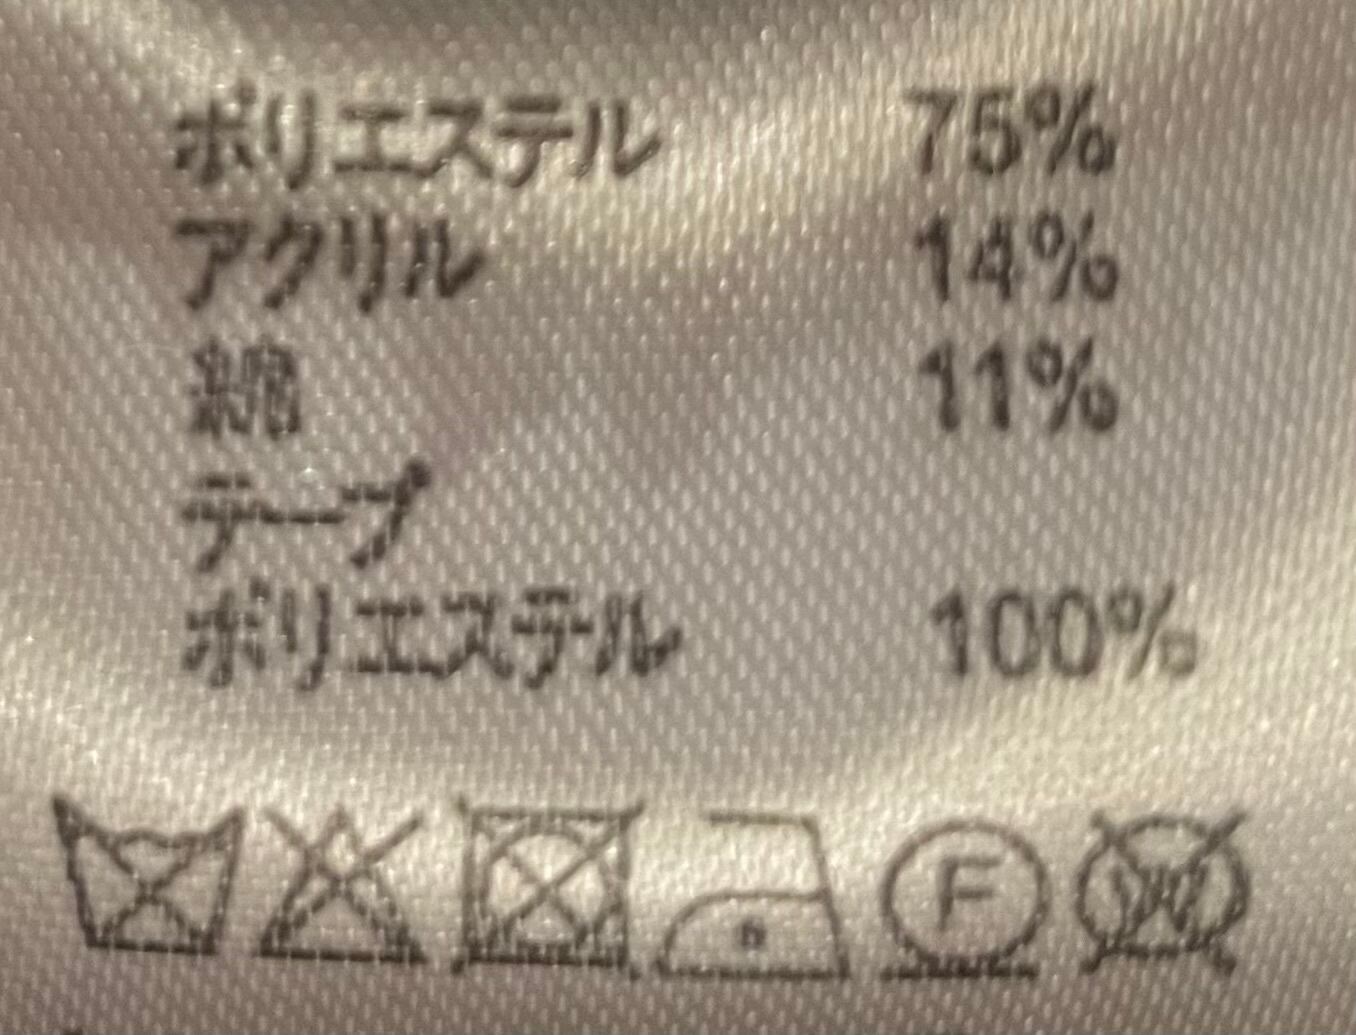 ポリエステル 75%
アクリル 14%
綿 11%
テープ
ポリエステル 100%
F W